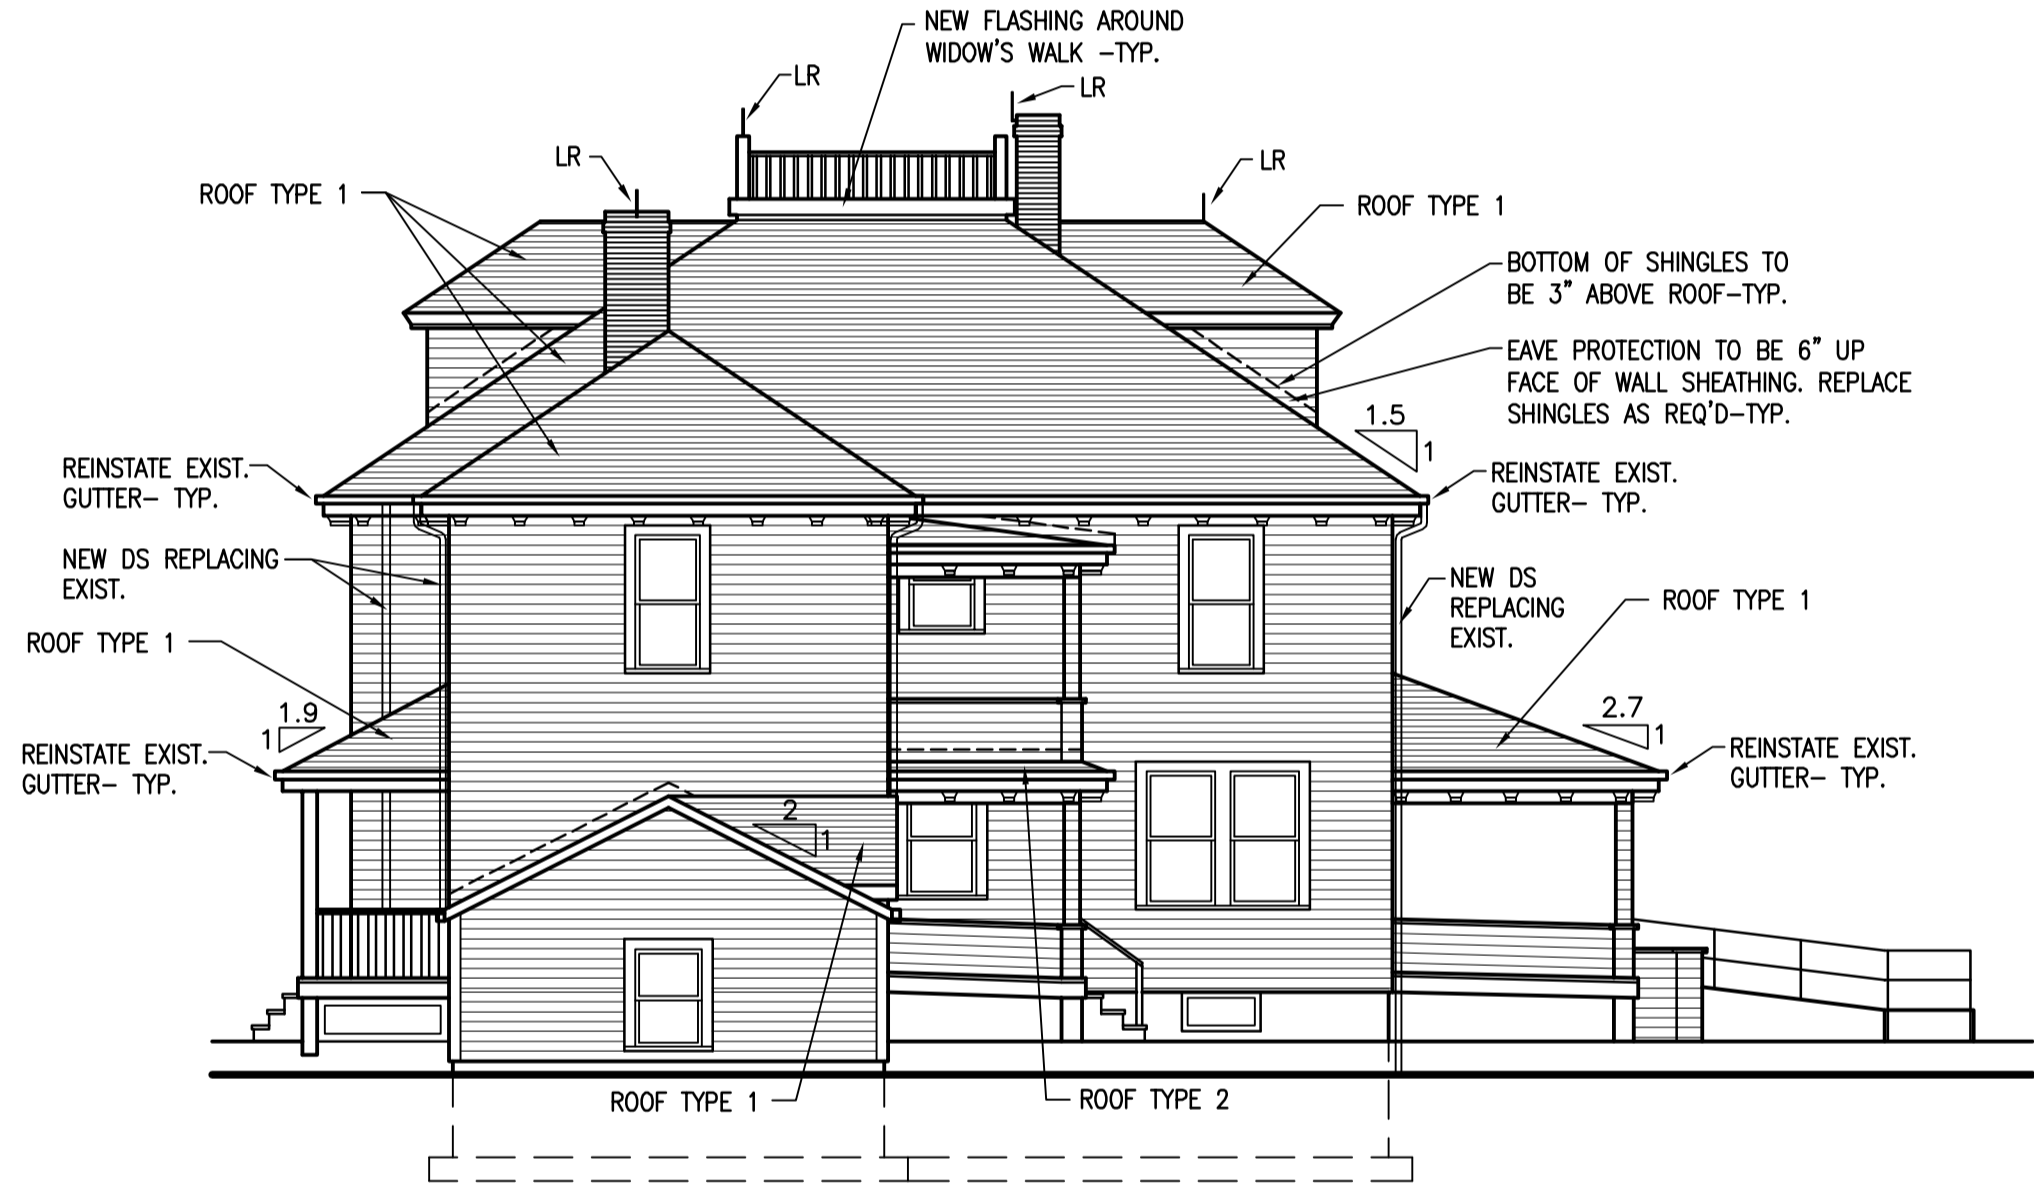 NEW FLASHING AROUND
WIDOW'S WALK -TYP.
LR
LR
LR
LR
ROOF TYPE 1
ROOF TYPE 1
BOTTOM OF SHINGLES TO
BE 3" ABOVE ROOF-TYP.
EAVE PROTECTION TO BE 6" UP
FACE OF WALL SHEATHING. REPLACE
SHINGLES AS REQ'D-TYP.
1.5
1
REINSTATE EXIST.
GUTTER- TYP.
REINSTATE EXIST.
GUTTER- TYP.
NEW DS REPLACING
EXIST.
NEW DS
REPLACING
EXIST.
ROOF TYPE 1
ROOF TYPE 1
1.9
1
2.7
1
REINSTATE EXIST.
GUTTER- TYP.
REINSTATE EXIST.
GUTTER- TYP.
2
1
ROOF TYPE 1
ROOF TYPE 2